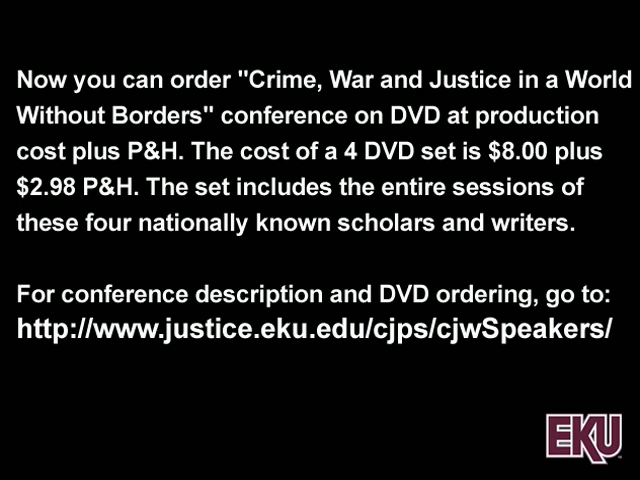 Now you can order "Crime, War and Justice in a World
Without Borders" conference on DVD at production
cost plus P&H. The cost of a 4 DVD set is $8.00 plus
$2.98 P&H. The set includes the entire sessions of
these four nationally known scholars and writers.
For conference description and DVD ordering, go to:
http://www.justice.eku.edu/cjps/cjwSpeakers/
EKU